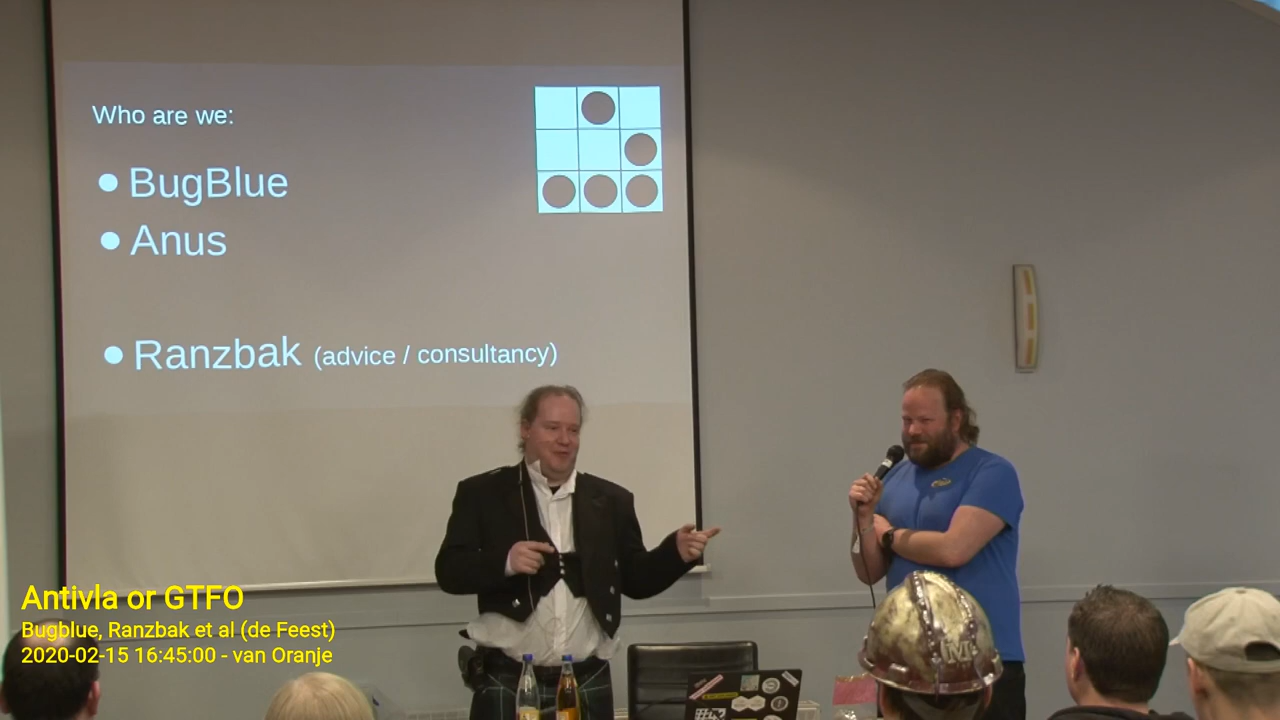 Who are we:
BugBlue
Anus
Ranzbak (advice / consultancy)
Antivla or GTFO
Bugblue, Ranzbak et al (de Feest)
2020-02-15 16:45:00 - van Oranje